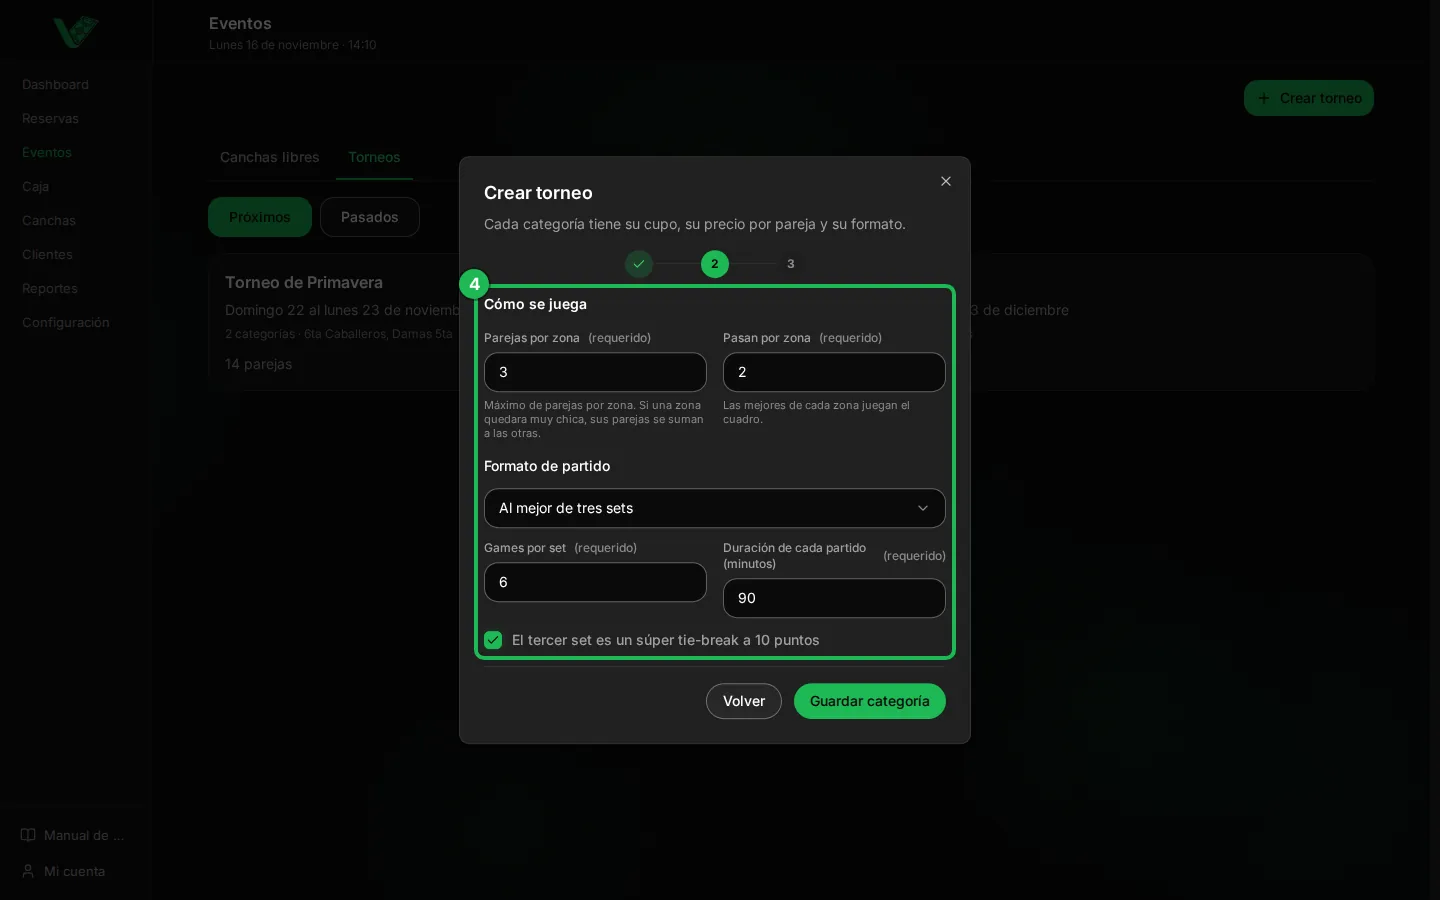 Eventos
Lunes 16 de noviembre · 14:10
Dashboard
Reservas
Eventos
Caja
Canchas
Clientes
Reportes
Configuración
Manual de ...
Mi cuenta
+ Crear torneo
Canchas libres
Torneos
Próximos
Pasados
Torneo de Primavera
Domingo 22 al lunes 23 de noviemb
2 categorías · 6ta Caballeros, Damas 5ta
14 parejas
3 de diciembre
Crear torneo
Cada categoría tiene su cupo, su precio por pareja y su formato.
2
3
4
Cómo se juega
Parejas por zona (requerido)
3
Máximo de parejas por zona. Si una zona
quedara muy chica, sus parejas se suman
a las otras.
Pasan por zona (requerido)
2
Las mejores de cada zona juegan el
cuadro.
Formato de partido
Al mejor de tres sets
Games por set (requerido)
6
Duración de cada partido
(minutos)
(requerido)
90
El tercer set es un súper tie-break a 10 puntos
Volver
Guardar categoría